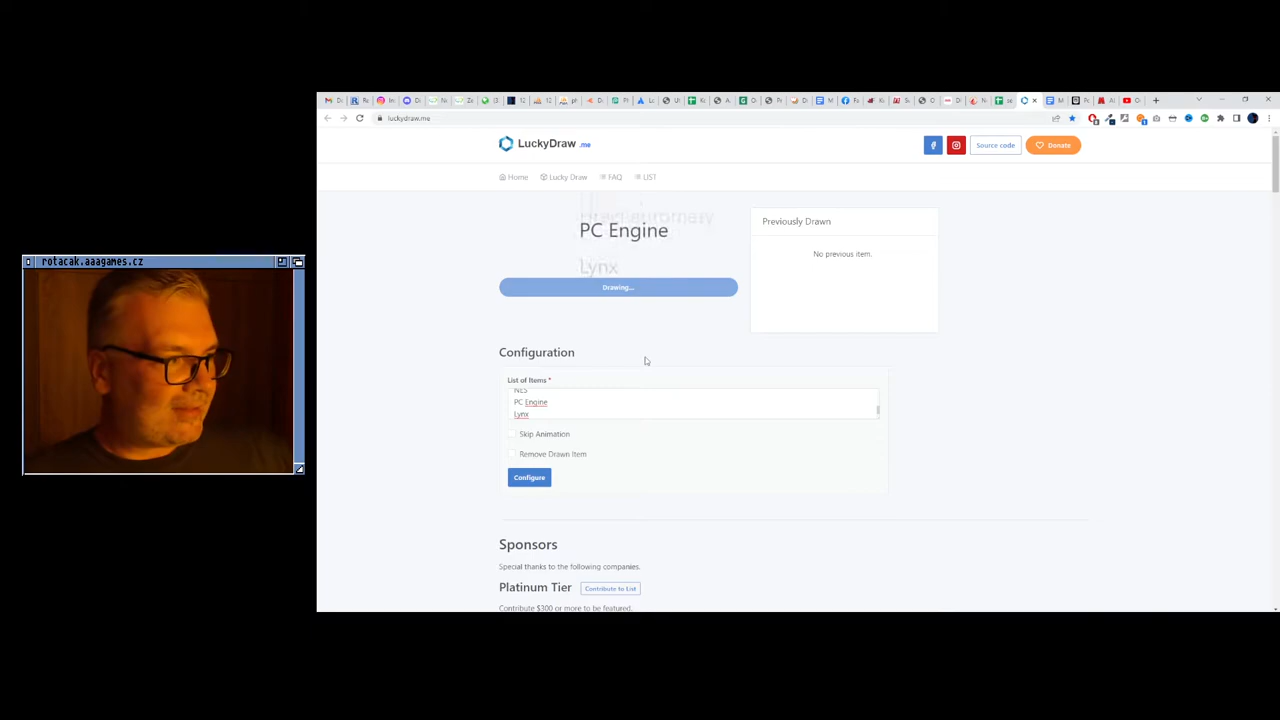 rotacak.aaagames.cz
luckydraw.me
LuckyDraw .me
Source code
Donate
Home
Lucky Draw
FAQ
LIST
PC Engine
Lynx
Drawing...
Previously Drawn
No previous item.
Configuration
List of Items *
NES
PC Engine
Lynx
Skip Animation
Remove Drawn Item
Configure
Sponsors
Special thanks to the following companies.
Platinum Tier
Contribute to List
Contribute $300 or more to be featured.